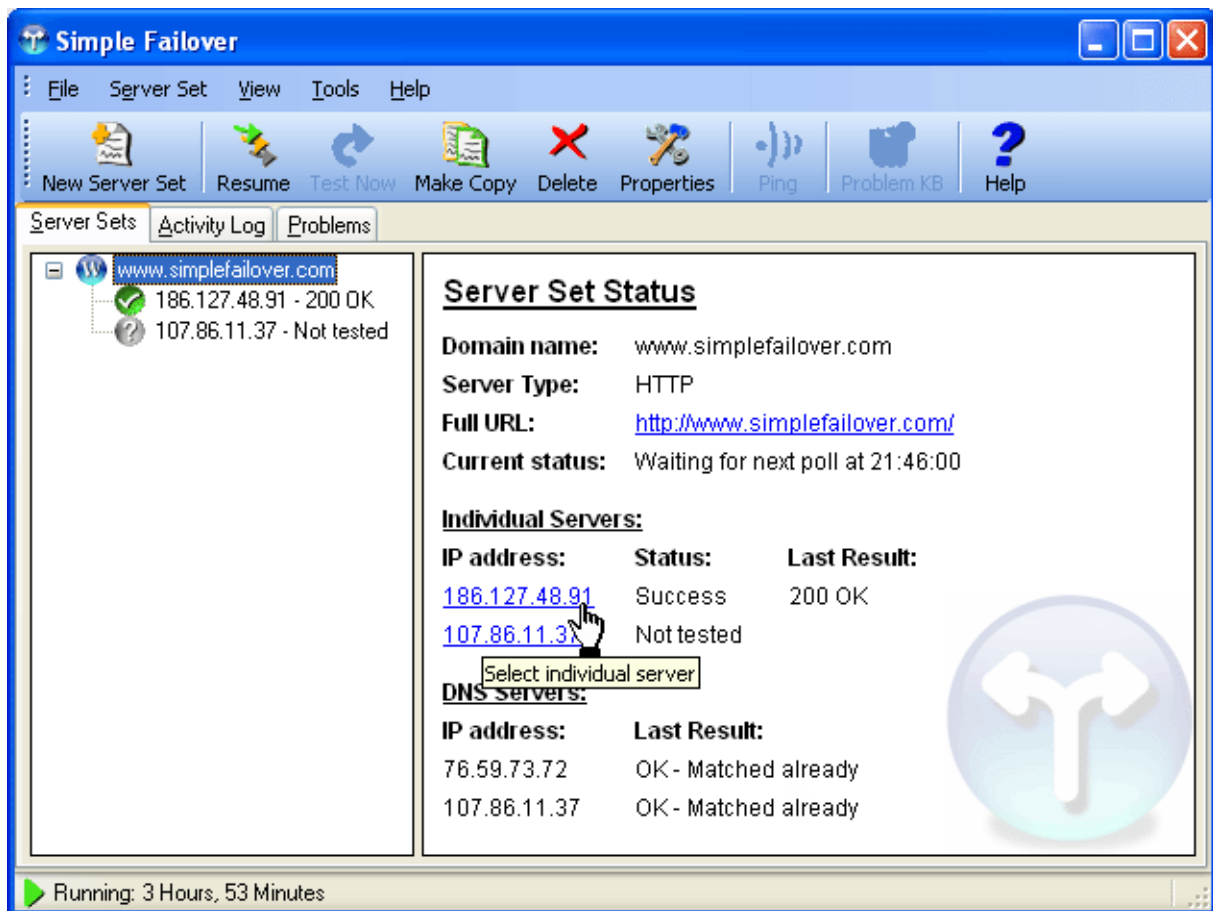 Simple Failover
File Server Set View Tools Help
New Server Set Resume Test Now Make Copy Delete Properties Ping Problem KB Help
Server Sets Activity Log Problems
www.simplefailover.com
186.127.48.91 - 200 OK
107.86.11.37 - Not tested
Server Set Status
Domain name: www.simplefailover.com
Server Type: HTTP
Full URL: http://www.simplefailover.com/
Current status: Waiting for next poll at 21:46:00
Individual Servers:
IP address: Status: Last Result:
186.127.48.91 Success 200 OK
107.86.11.37 Not tested
Select individual server
DNS Servers:
IP address: Last Result:
76.59.73.72 OK - Matched already
107.86.11.37 OK - Matched already
Running: 3 Hours, 53 Minutes